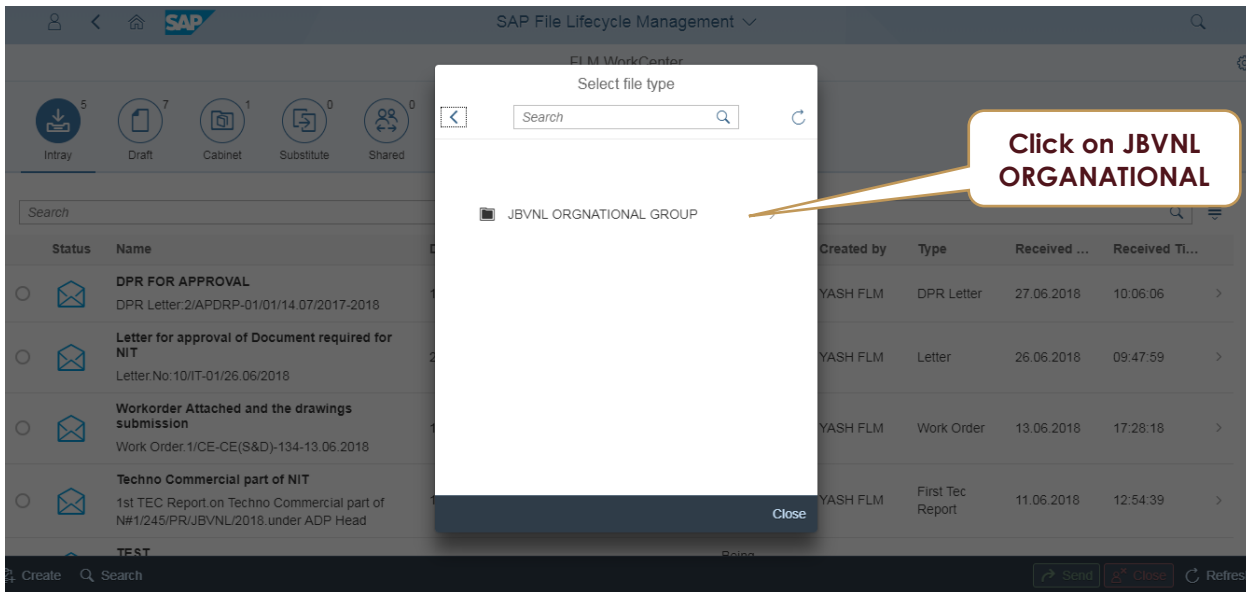 SAP SAP File Lifecycle Management
FLM WorkCenter
Select file type
Search
5 7 1 0 0
Intray Draft Cabinet Substitute Shared
Click on JBVNL
ORGANATIONAL
JBVNL ORGNATIONAL GROUP
Search
Status Name Created by Type Received ... Received Ti...
DPR FOR APPROVAL
DPR Letter:2/APDRP-01/01/14.07/2017-2018
YASH FLM DPR Letter 27.06.2018 10:06:06
Letter for approval of Document required for
NIT
Letter.No:10/IT-01/26.06/2018
YASH FLM Letter 26.06.2018 09:47:59
Workorder Attached and the drawings
submission
Work Order.1/CE-CE(S&D)-134-13.06.2018
YASH FLM Work Order 13.06.2018 17:28:18
Techno Commercial part of NIT
1st TEC Report.on Techno Commercial part of
N#1/245/PR/JBVNL/2018.under ADP Head
YASH FLM First Tec
Report
11.06.2018 12:54:39
Close
TEST Being
Create Search Send Close Refres